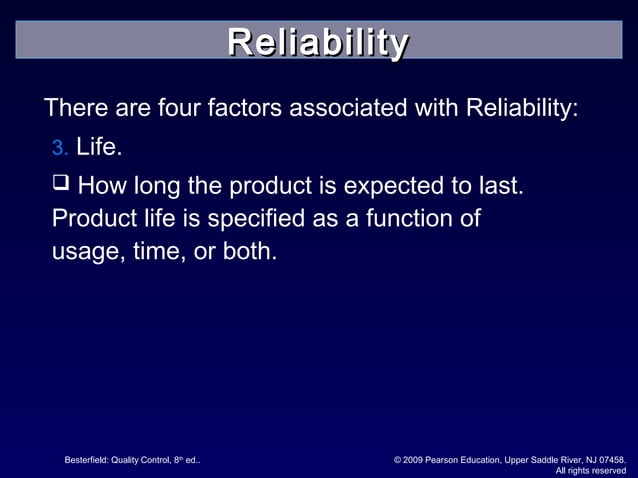 Reliability
There are four factors associated with Reliability:
3. Life.
❑ How long the product is expected to last.
Product life is specified as a function of
usage, time, or both.
Besterfield: Quality Control, 8th ed..
© 2009 Pearson Education, Upper Saddle River, NJ 07458.
All rights reserved